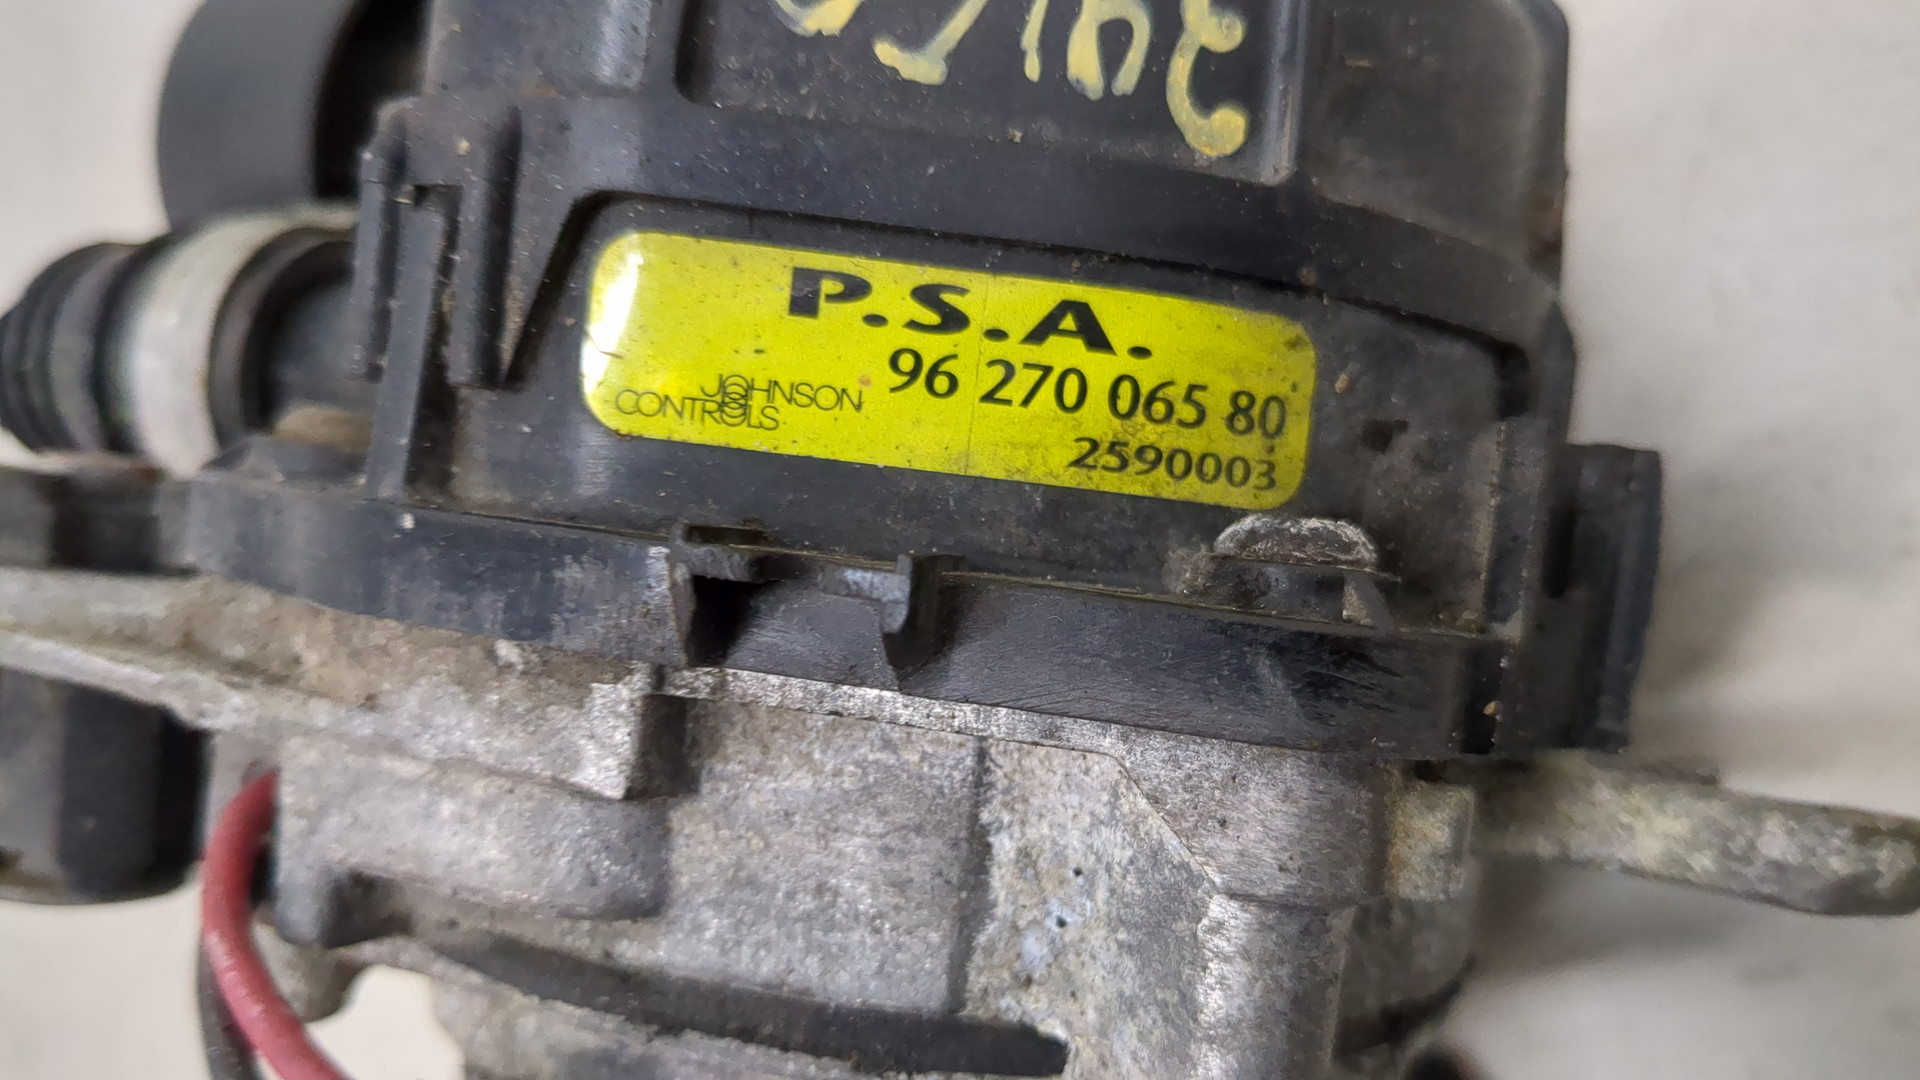 P.S.A.
96 270 065 80
JOHNSON
CONTROLS
2590003